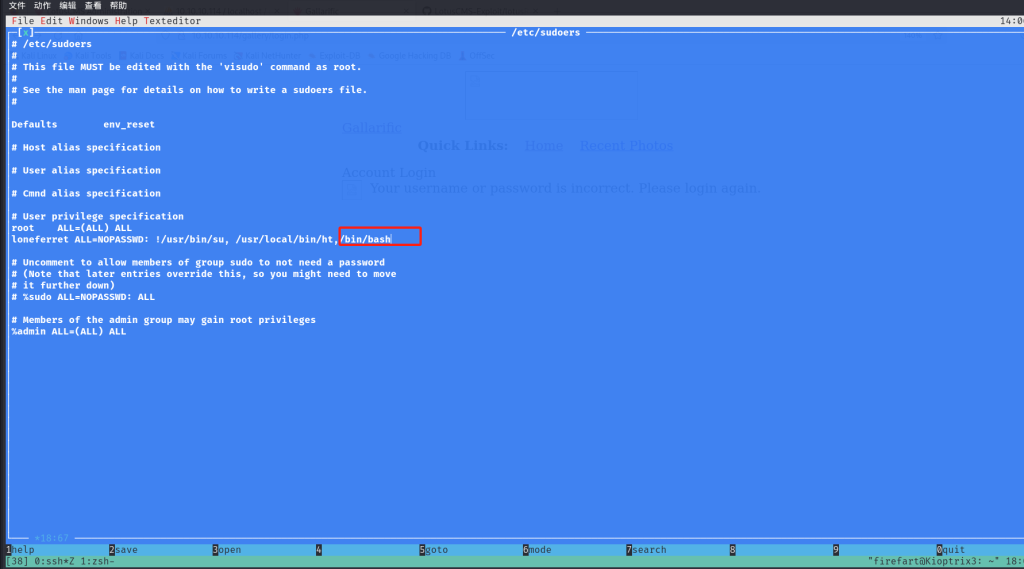 文件 动作 编辑 查看 帮助
File Edit Windows Help Texteditor 14:0
[x] /etc/sudoers
# /etc/sudoers
#
# This file MUST be edited with the 'visudo' command as root.
#
# See the man page for details on how to write a sudoers file.
#
Defaults env_reset
# Host alias specification
# User alias specification
# Cmnd alias specification
# User privilege specification
root ALL=(ALL) ALL
loneferret ALL=NOPASSWD: !/usr/bin/su, /usr/local/bin/ht,/bin/bash
# Uncomment to allow members of group sudo to not need a password
# (Note that later entries override this, so you might need to move
# it further down)
# %sudo ALL=NOPASSWD: ALL
# Members of the admin group may gain root privileges
%admin ALL=(ALL) ALL
Gallarific
Quick Links: Home Recent Photos
Account Login
Your username or password is incorrect. Please login again.
*18:67
1help 2save 3open 4 5goto 6mode 7search 8 9 0quit
[38] 0:ssh*Z 1:zsh- "firefart@Kioptrix3: ~" 18: